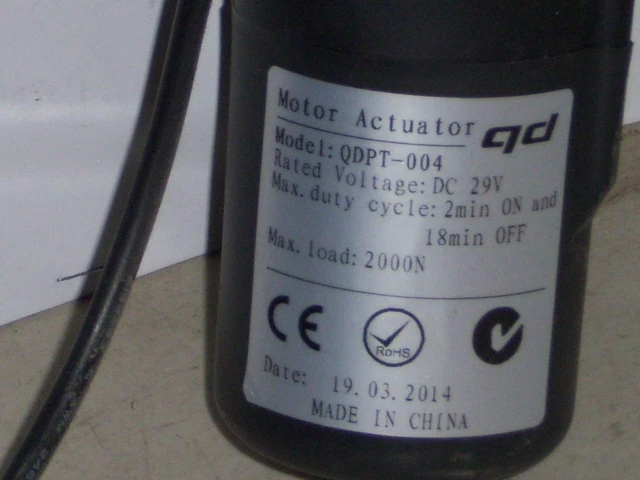 Motor Actuator qd
Model: QDPT-004
Rated Voltage: DC 29V
Max. duty cycle: 2min ON and
18min OFF
Max. load: 2000N
CE RoHS
Date: 19.03.2014
MADE IN CHINA